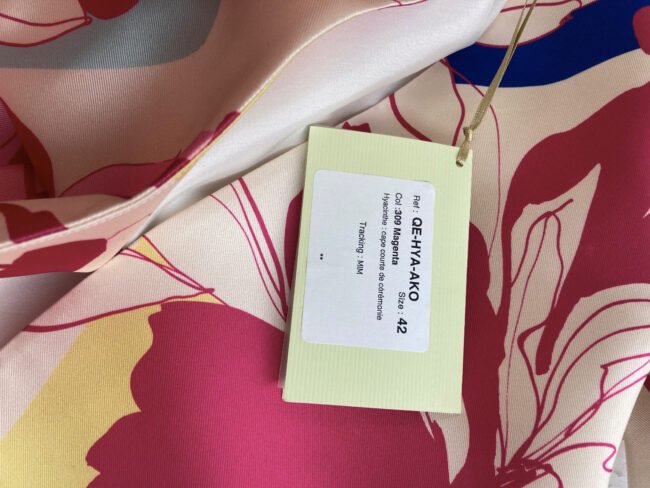 Ref : QE-HYA-AKO
Col :309 Magenta Size : 42
Hyacinthe : cape courte de cérémonie
Tracking : MIM
**